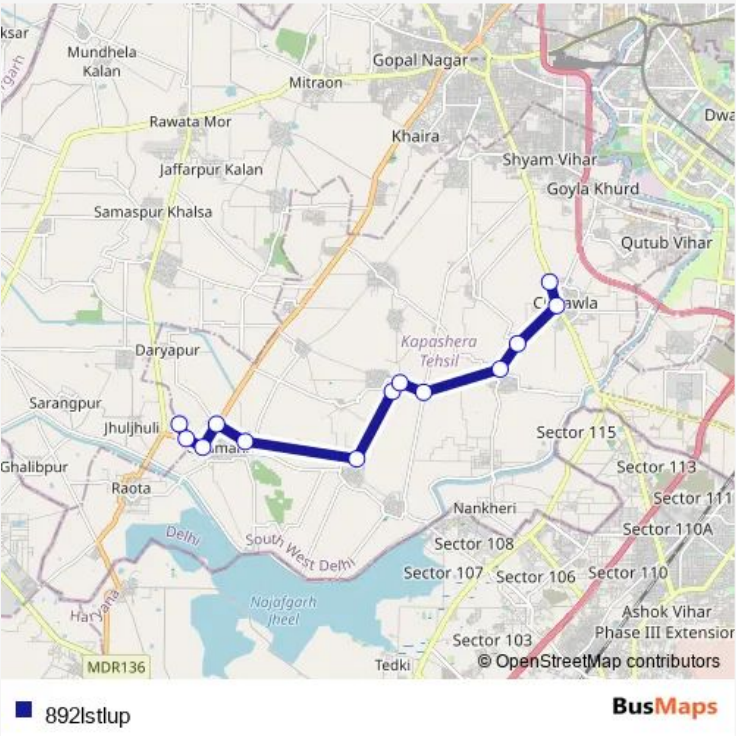 ksar
Mundhela
Kalan
rgarh
Gopal Nagar
Mitraon
Rawata Mor
Khaira
Dwa
Shyam Vihar
Jaffarpur Kalan
Goyla Khurd
Samaspur Khalsa
Qutub Vihar
awla
Kapashera
Tehsil
Daryapur
Sarangpur
Jhuljhuli
Sector 115
Ghalibpur
Sector 113
Raota
Sector 111
Nankheri
Delhi
South West Delhi
Sector 110A
Sector 108
Sector 107
Sector 106
Sector 110
Najafgarh
Jheel
Haryana
Ashok Vihar
Phase III Extension
Sector 103
MDR136
Tedki
© OpenStreetMap contributors
892lstlup
BusMaps